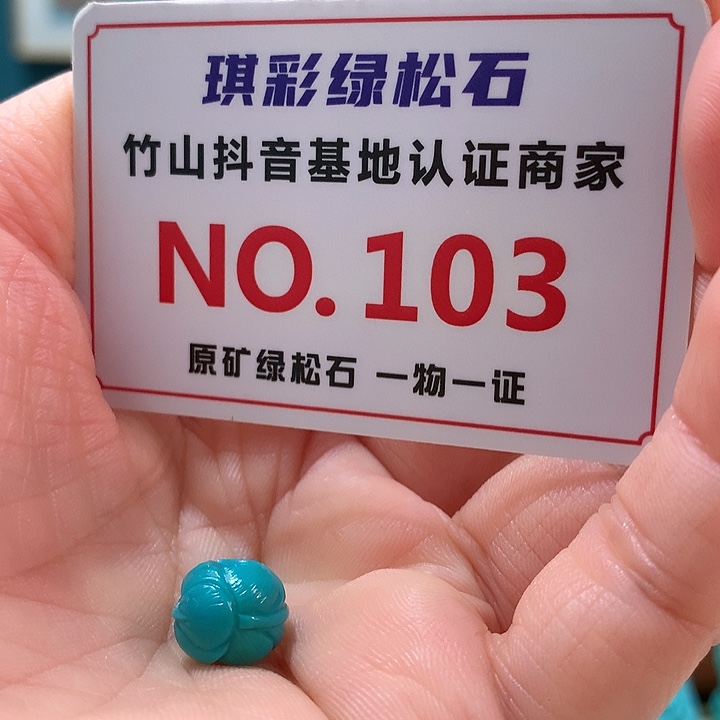 琪彩绿松石
竹山抖音基地认证商家
NO.103
原矿绿松石 一物一证